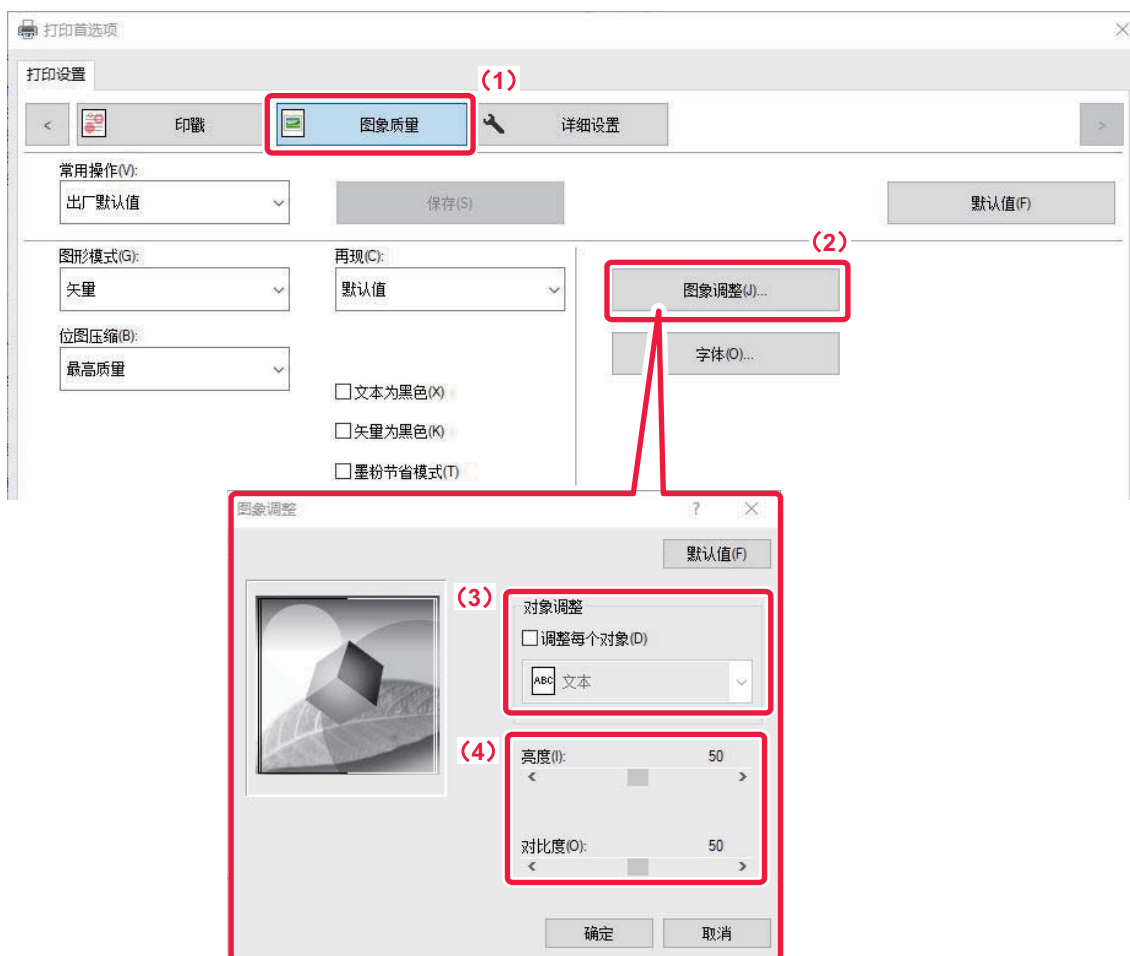 打印首选项
打印设置
(1)
< 印戳 图象质里 详细设置 >
常用操作(V):
出厂默认值 保存(S) 默认值(F)
(2)
图形模式(G): 再现(C):
矢里 默认值 图象调整(J)...
位图压缩(B): 字体(O)...
最高质里
文本为黑色(X)
矢里为黑色(K)
墨粉节省模式(T)
图象调整 ?
默认值(F)
(3)
对象调整
调整每个对象(D)
ABC 文本
(4)
亮度(I): 50
< >
对比度(O): 50
< >
确定 取消